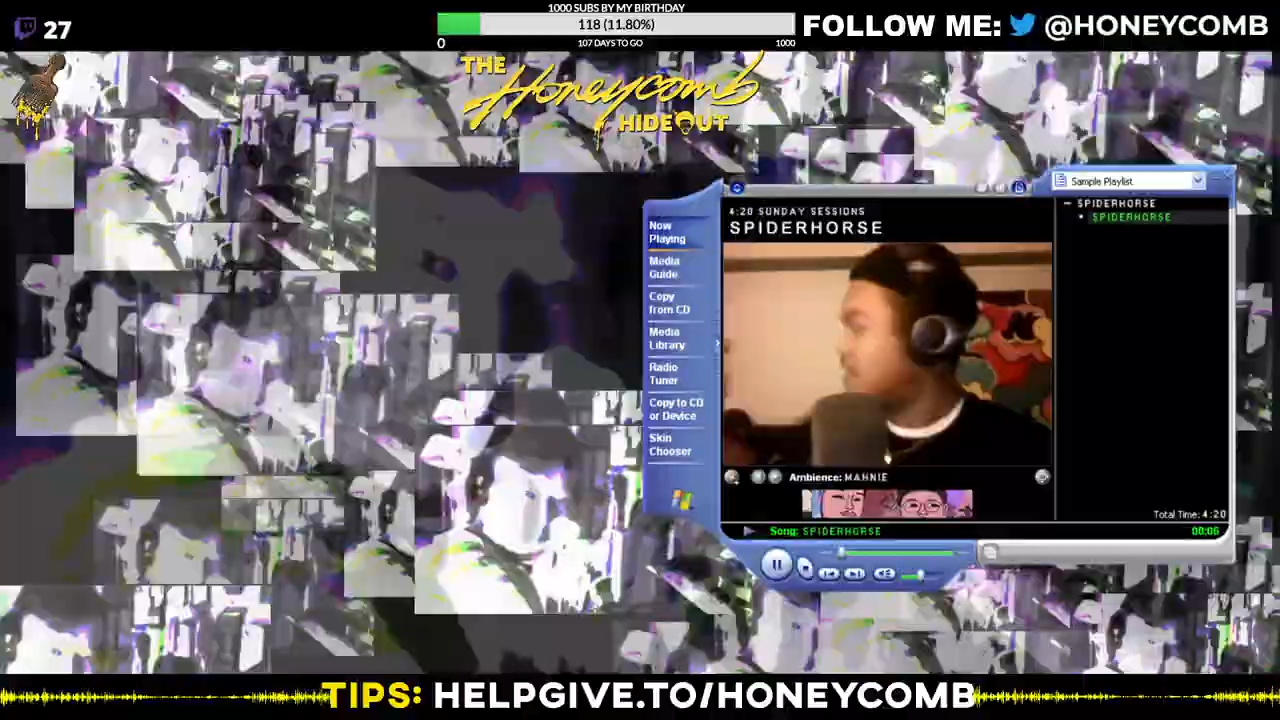 27
1000 SUBS BY MY BIRTHDAY
118 (11.80%)
0
107 DAYS TO GO
1000
FOLLOW ME: @HONEYCOMB
THE
Honeycomb
HIDEOUT
Sample Playlist
4:20 SUNDAY SESSIONS
SPIDERHORSE
SPIDERHORSE
SPIDERHORSE
Now
Playing
Media
Guide
Copy
from CD
Media
Library
Radio
Tuner
Copy to CD
or Device
Skin
Chooser
Ambience: MAHNIE
Total Time: 4:20
Song: SPIDERHORSE
00:06
TIPS: HELPGIVE.TO/HONEYCOMB